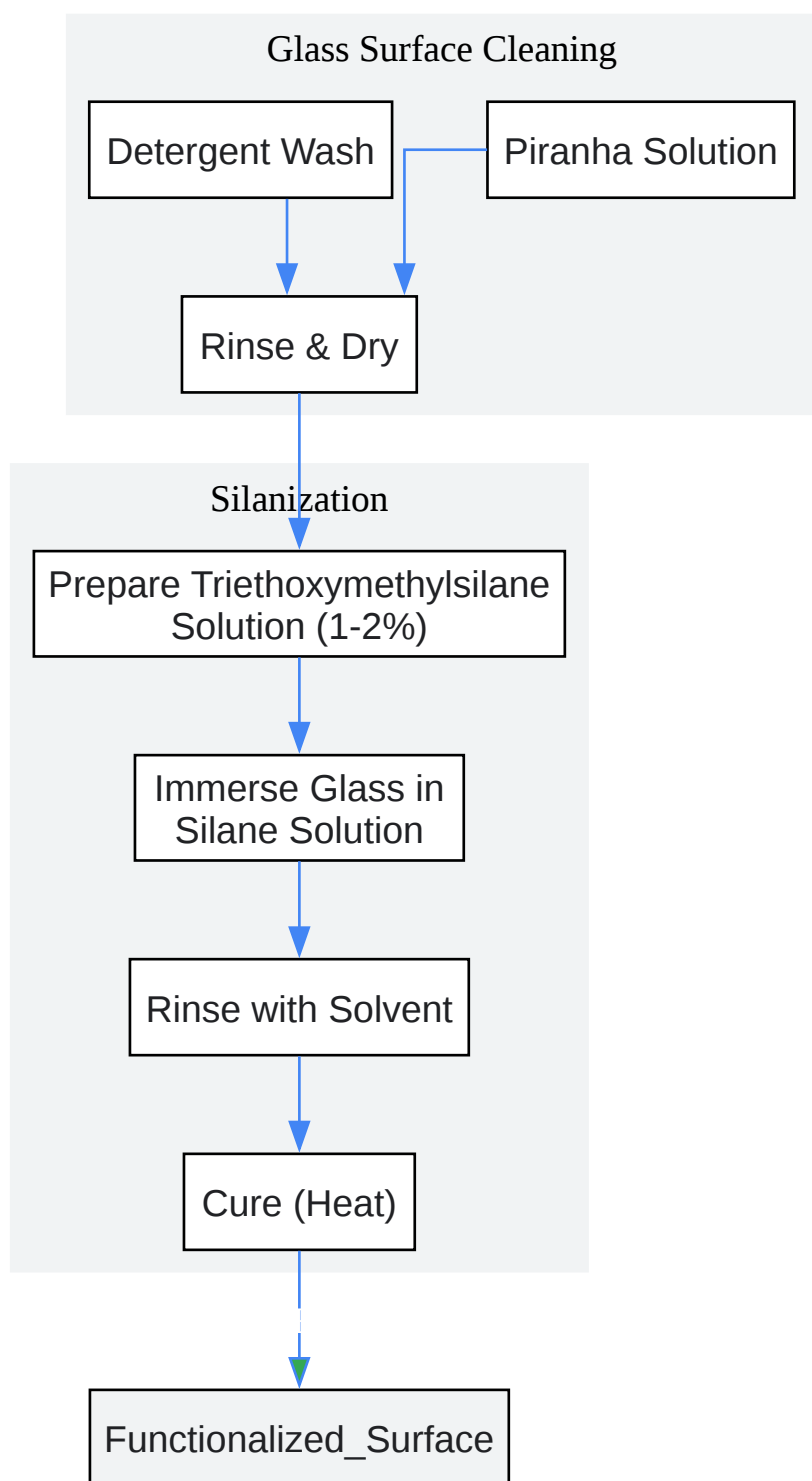 Glass Surface Cleaning
Detergent Wash
Piranha Solution
Rinse & Dry
Silanization
Prepare Triethoxymethylsilane
Solution (1-2%)
Immerse Glass in
Silane Solution
Rinse with Solvent
Cure (Heat)
Functionalized_Surface